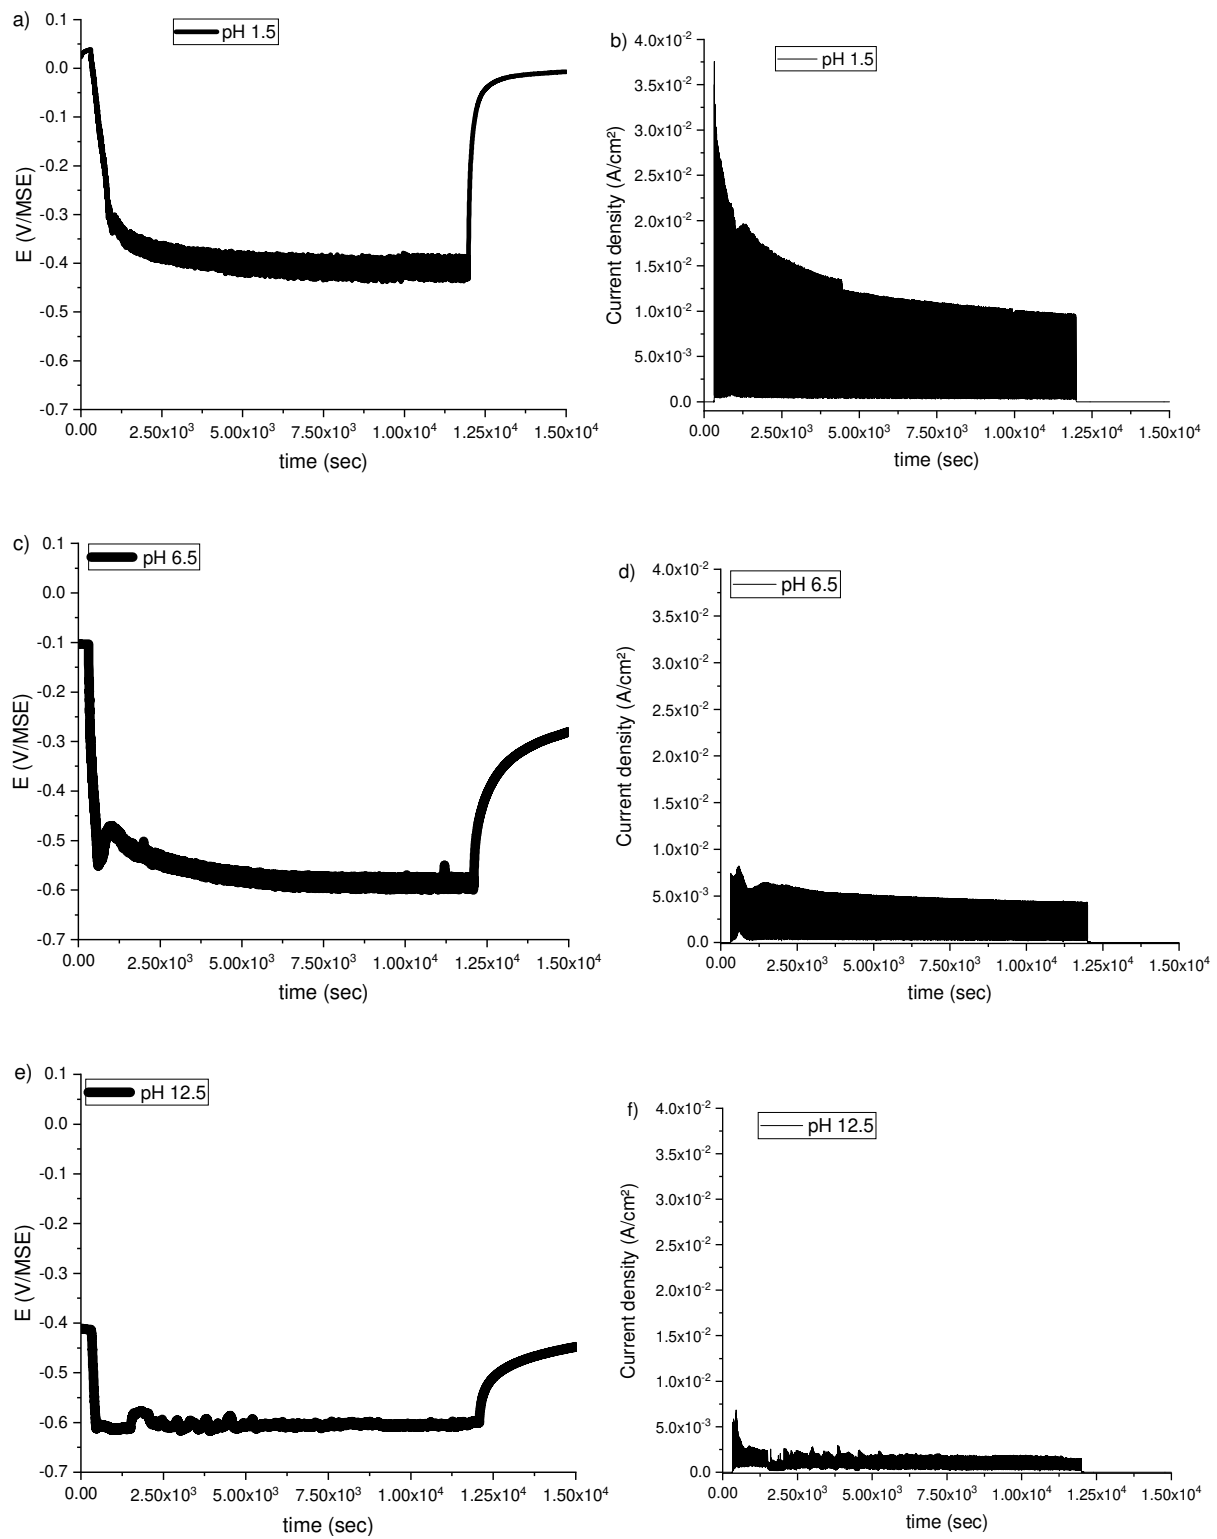 a)
pH 1.5
0.1
0.0
-0.1
-0.2
-0.3
-0.4
-0.5
-0.6
-0.7
E (V/MSE)
0.00 2.50x10³ 5.00x10³ 7.50x10³ 1.00x10⁴ 1.25x10⁴ 1.50x10⁴
time (sec)
b)
pH 1.5
4.0x10⁻²
3.5x10⁻²
3.0x10⁻²
2.5x10⁻²
2.0x10⁻²
1.5x10⁻²
1.0x10⁻²
5.0x10⁻³
0.0
Current density (A/cm²)
0.00 2.50x10³ 5.00x10³ 7.50x10³ 1.00x10⁴ 1.25x10⁴ 1.50x10⁴
time (sec)
c)
pH 6.5
0.1
0.0
-0.1
-0.2
-0.3
-0.4
-0.5
-0.6
-0.7
E (V/MSE)
0.00 2.50x10³ 5.00x10³ 7.50x10³ 1.00x10⁴ 1.25x10⁴ 1.50x10⁴
time (sec)
d)
pH 6.5
4.0x10⁻²
3.5x10⁻²
3.0x10⁻²
2.5x10⁻²
2.0x10⁻²
1.5x10⁻²
1.0x10⁻²
5.0x10⁻³
0.0
Current density (A/cm²)
0.00 2.50x10³ 5.00x10³ 7.50x10³ 1.00x10⁴ 1.25x10⁴ 1.50x10⁴
time (sec)
e)
pH 12.5
0.1
0.0
-0.1
-0.2
-0.3
-0.4
-0.5
-0.6
-0.7
E (V/MSE)
0.00 2.50x10³ 5.00x10³ 7.50x10³ 1.00x10⁴ 1.25x10⁴ 1.50x10⁴
time (sec)
f)
pH 12.5
4.0x10⁻²
3.5x10⁻²
3.0x10⁻²
2.5x10⁻²
2.0x10⁻²
1.5x10⁻²
1.0x10⁻²
5.0x10⁻³
0.0
Current density (A/cm²)
0.00 2.50x10³ 5.00x10³ 7.50x10³ 1.00x10⁴ 1.25x10⁴ 1.50x10⁴
time (sec)